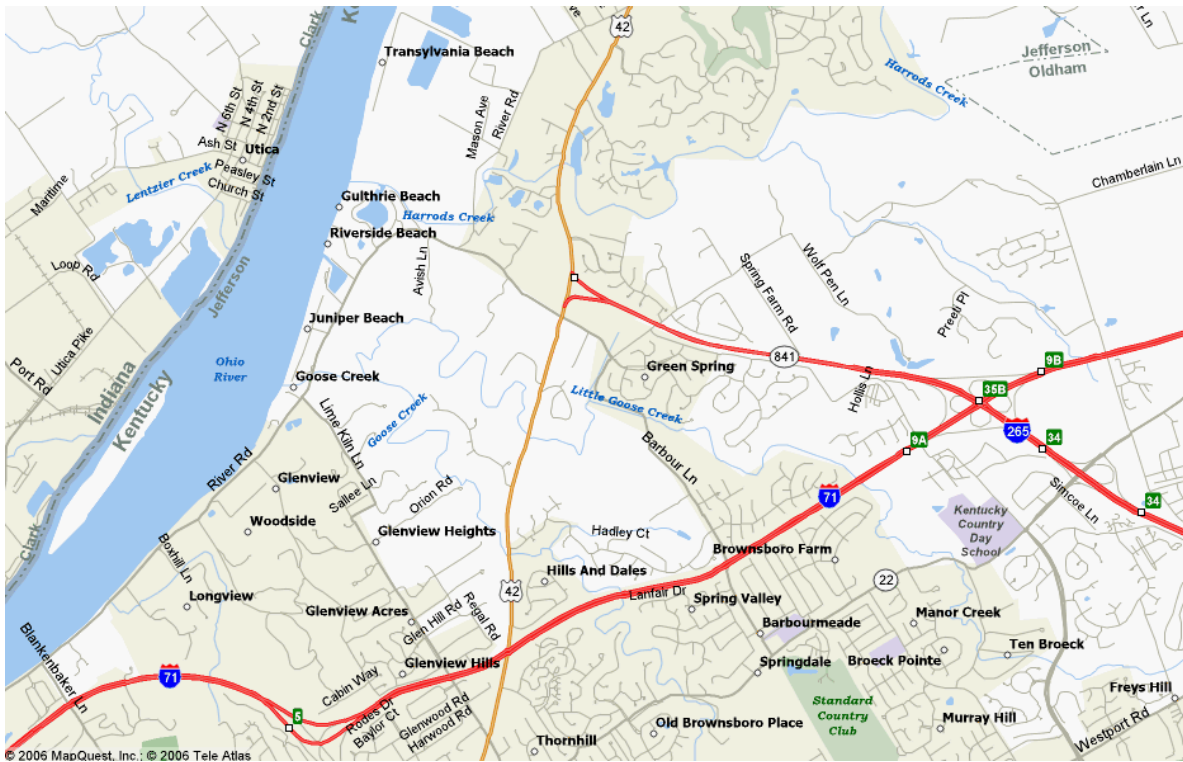 Clark
Ke
42
Transylvania Beach
Mason Ave
River Rd
Harrods Creek
Jefferson
Oldham
er Ln
N 6th St
N 4th St
N 2nd St
Ash St
Utica
Peasley St
Church St
Lentzier Creek
Maritime
Gulthrie Beach
Harrods Creek
Riverside Beach
Chamberlain Ln
Loop Rd
Jefferson
Avish Ln
Spring Farm Rd
Wolf Pen Ln
Preeti Pl
Juniper Beach
Utica Pike
Port Rd
Ohio
River
841
Green Spring
9B
Goose Creek
35B
Hollis Ln
Indiana
Kentucky
Lime Kiln Ln
Goose Creek
Little Goose Creek
265
34
9A
Barbour Ln
River Rd
Glenview
Sallee Ln
Orion Rd
71
Simcoe Ln
34
Woodside
Kentucky
Country
Day
School
Clark
Glenview Heights
Hadley Ct
Brownsboro Farm
Boxhill Ln
Hills And Dales
22
42
Longview
Lanfair Dr
Spring Valley
Glenview Acres
Glen Hill Rd
Regal Rd
Manor Creek
Barbourmeade
Ten Broeck
Blankenbaker Ln
Glenview Hills
Springdale
Broeck Pointe
71
Cabin Way
Freys Hill
5
Rodes Dr
Baylor Ct
Glenwood Rd
Harwood Rd
Standard
Country
Club
Old Brownsboro Place
Murray Hill
Westport Rd
Thornhill
© 2006 MapQuest, Inc.; © 2006 Tele Atlas